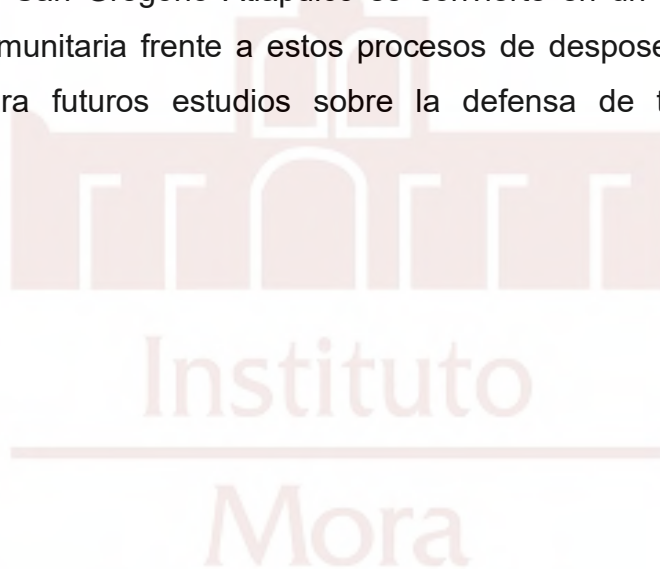 San Gregorio Atlapulco se convierte en un
munitaria frente a estos procesos de despose
ra futuros estudios sobre la defensa de t
Instituto
Mora